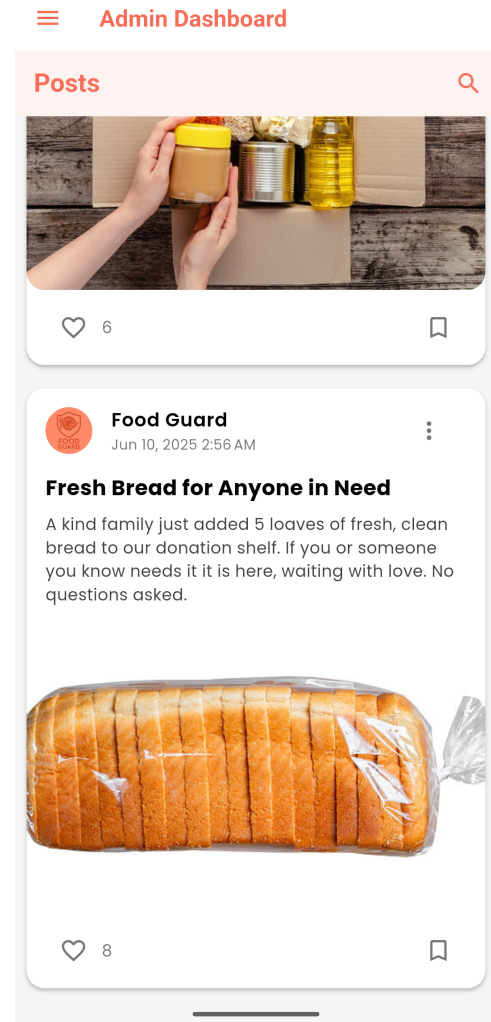 Admin Dashboard
Posts
6
FOOD
GUARD
Food Guard
Jun 10, 2025 2:56 AM
Fresh Bread for Anyone in Need
A kind family just added 5 loaves of fresh, clean
bread to our donation shelf. If you or someone
you know needs it it is here, waiting with love. No
questions asked.
8